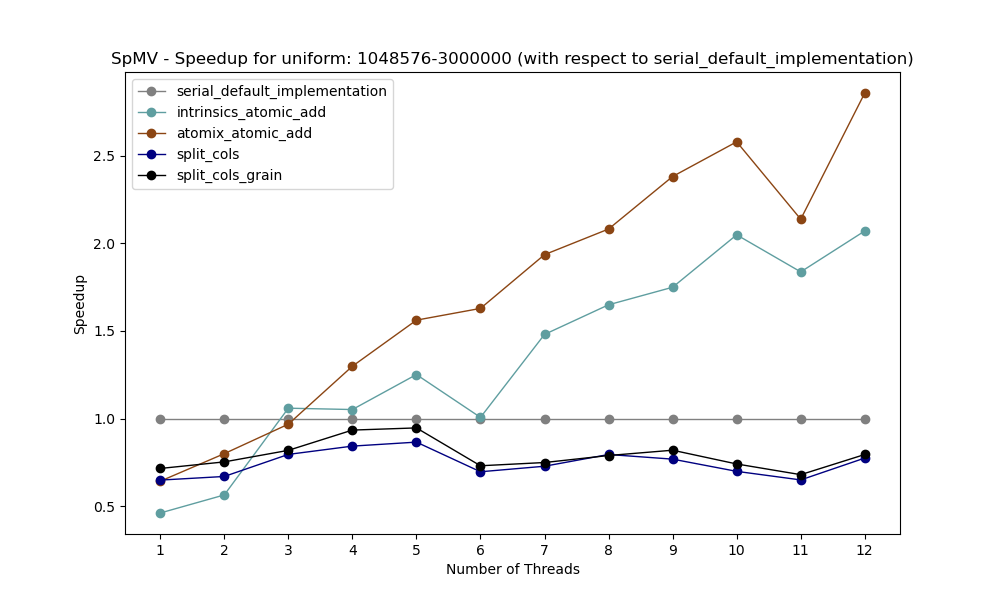 SpMV - Speedup for uniform: 1048576-3000000 (with respect to serial_default_implementation)
serial_default_implementation
intrinsics_atomic_add
atomix_atomic_add
split_cols
split_cols_grain
2.5
2.0
1.5
1.0
0.5
Speedup
1 2 3 4 5 6 7 8 9 10 11 12
Number of Threads